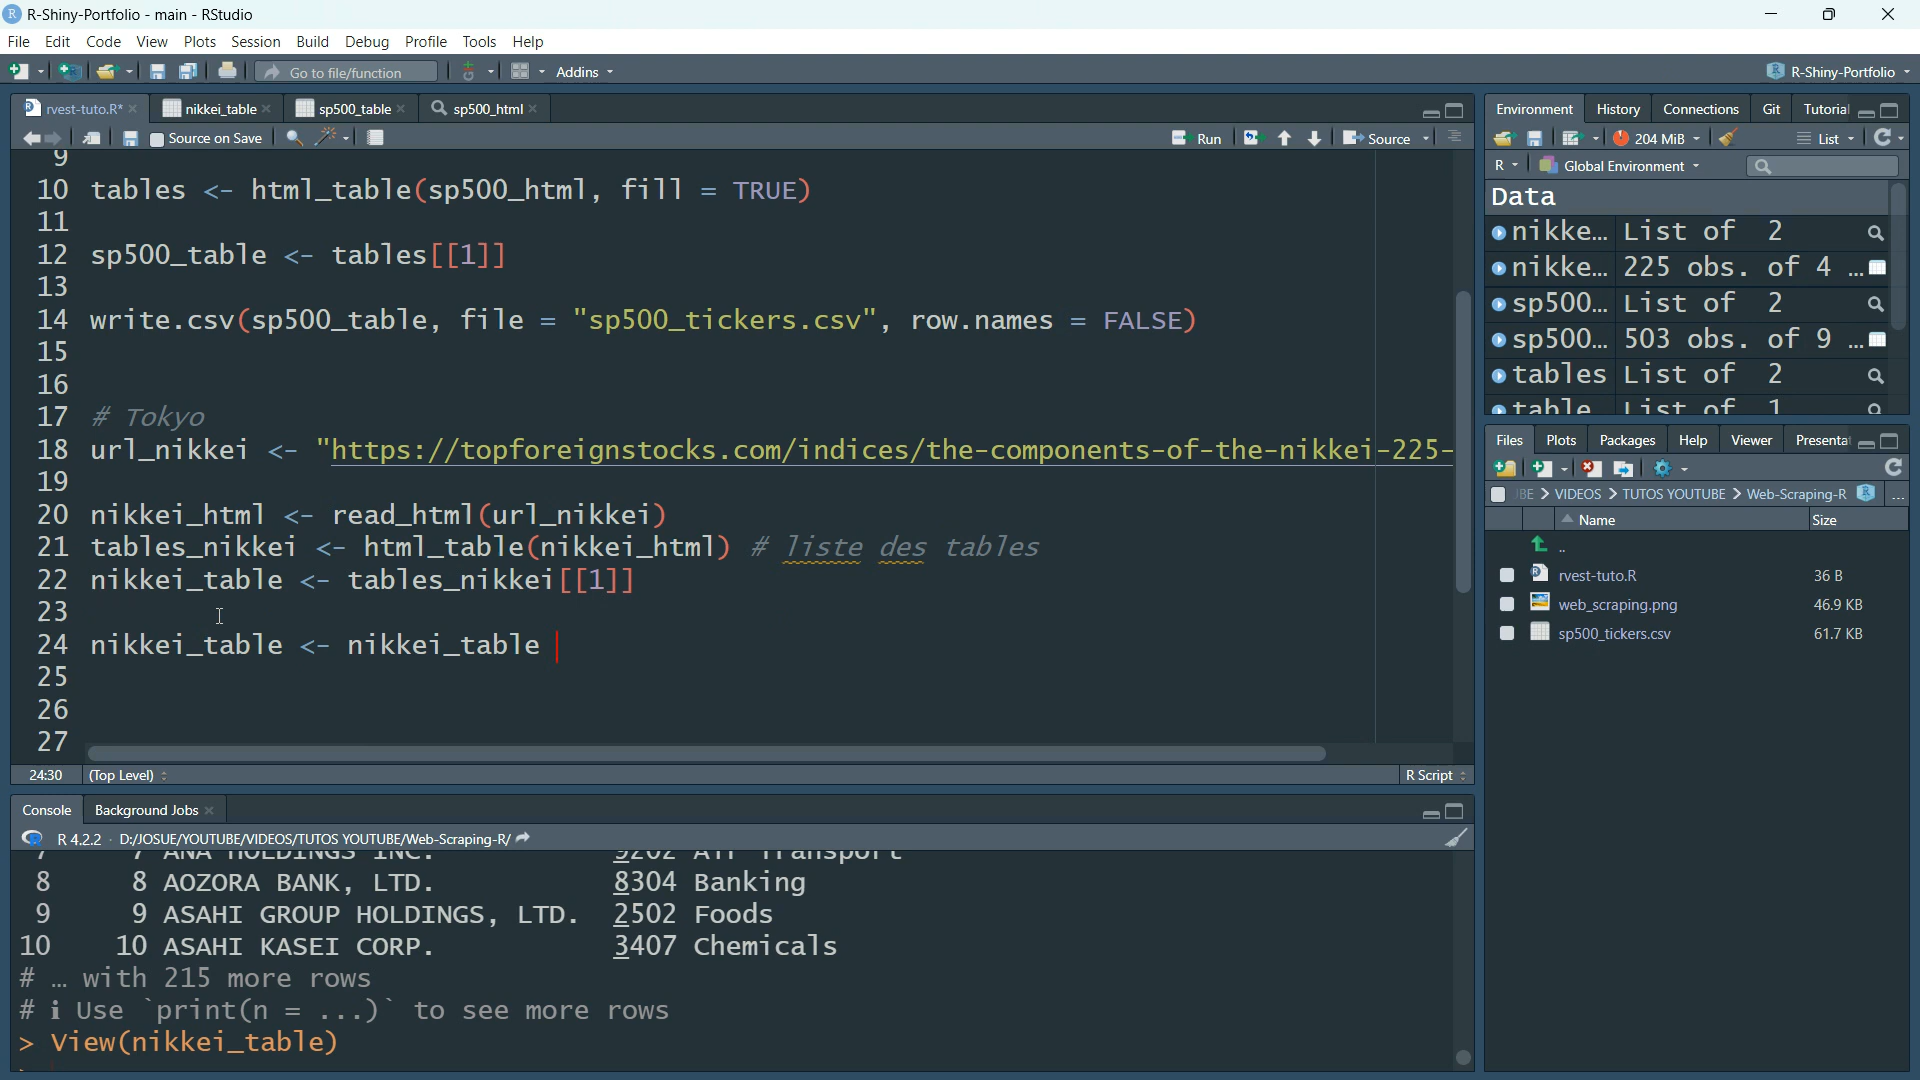 R-Shiny-Portfolio - main - RStudio
File Edit Code View Plots Session Build Debug Profile Tools Help
Go to file/function Addins R-Shiny-Portfolio
rvest-tuto.R* nikkei_table sp500_table sp500_html
Source on Save Run Source
9
10 tables <- html_table(sp500_html, fill = TRUE)
11
12 sp500_table <- tables[[1]]
13
14 write.csv(sp500_table, file = "sp500_tickers.csv", row.names = FALSE)
15
16
17 # Tokyo
18 url_nikkei <- "https://topforeignstocks.com/indices/the-components-of-the-nikkei-225-
19
20 nikkei_html <- read_html(url_nikkei)
21 tables_nikkei <- html_table(nikkei_html) # liste des tables
22 nikkei_table <- tables_nikkei[[1]]
23
24 nikkei_table <- nikkei_table
25
26
27
24:30 (Top Level) R Script
Console Background Jobs
R 4.2.2 · D:/JOSUE/YOUTUBE/VIDEOS/TUTOS YOUTUBE/Web-Scraping-R/
7 7 ANA HOLDINGS INC. 9202 Air Transport
8 8 AOZORA BANK, LTD. 8304 Banking
9 9 ASAHI GROUP HOLDINGS, LTD. 2502 Foods
10 10 ASAHI KASEI CORP. 3407 Chemicals
# … with 215 more rows
# ℹ Use `print(n = ...)` to see more rows
> View(nikkei_table)
Environment History Connections Git Tutorial
204 MiB List
R Global Environment
Data
nikke... List of 2
nikke... 225 obs. of 4 ...
sp500... List of 2
sp500... 503 obs. of 9 ...
tables List of 2
table List of 1
Files Plots Packages Help Viewer Presenta
BE > VIDEOS > TUTOS YOUTUBE > Web-Scraping-R ...
Name Size
..
rvest-tuto.R 36 B
web_scraping.png 46.9 KB
sp500_tickers.csv 61.7 KB